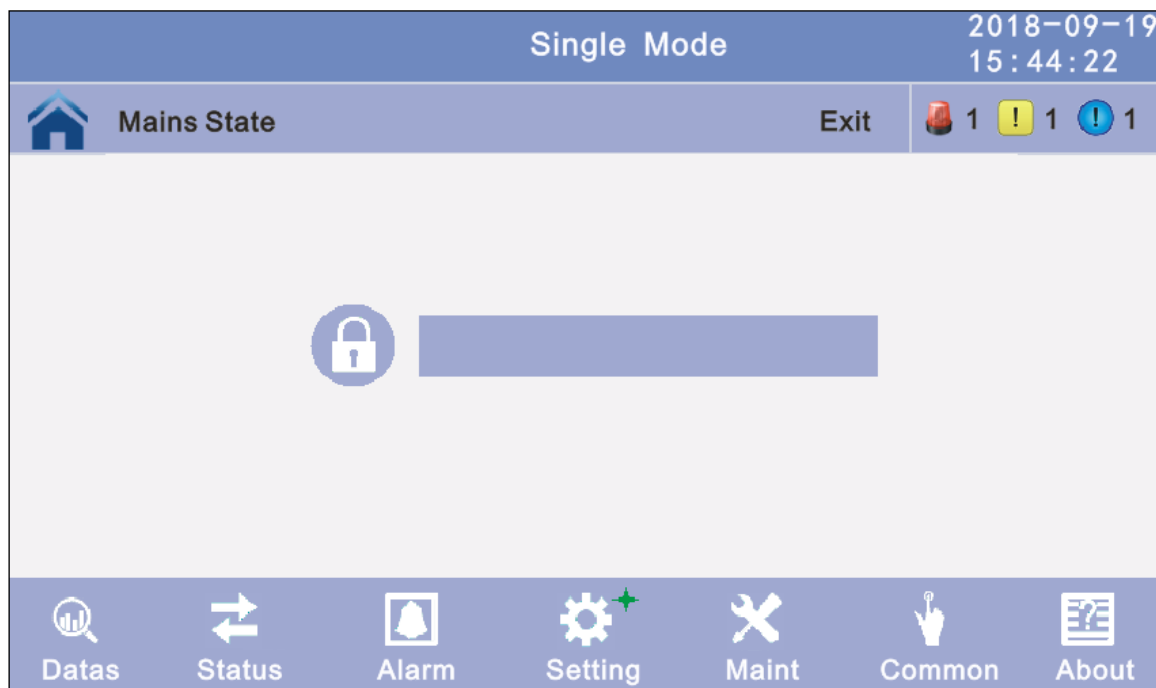 Single Mode
2018-09-19
15:44:22
Mains State
Exit
1
! 1
! 1
Datas
Status
Alarm
Setting
Maint
Common
About